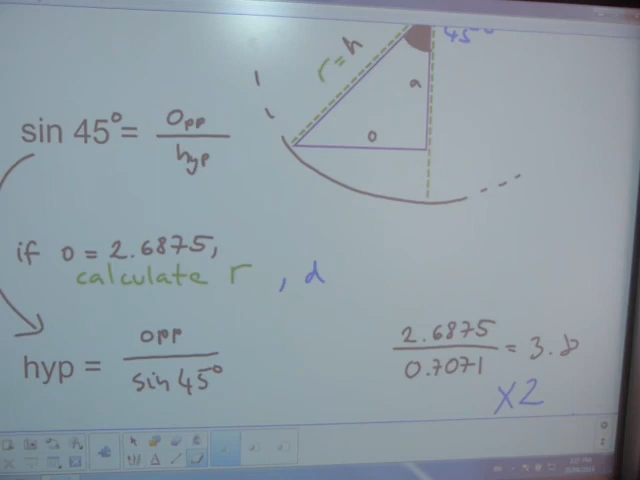 45°
r = h
a
o
sin 45° = Opp
hyp
if o = 2.6875,
calculate r , d
hyp = opp
sin 45°
2.6875
0.7071
= 3.8
X2